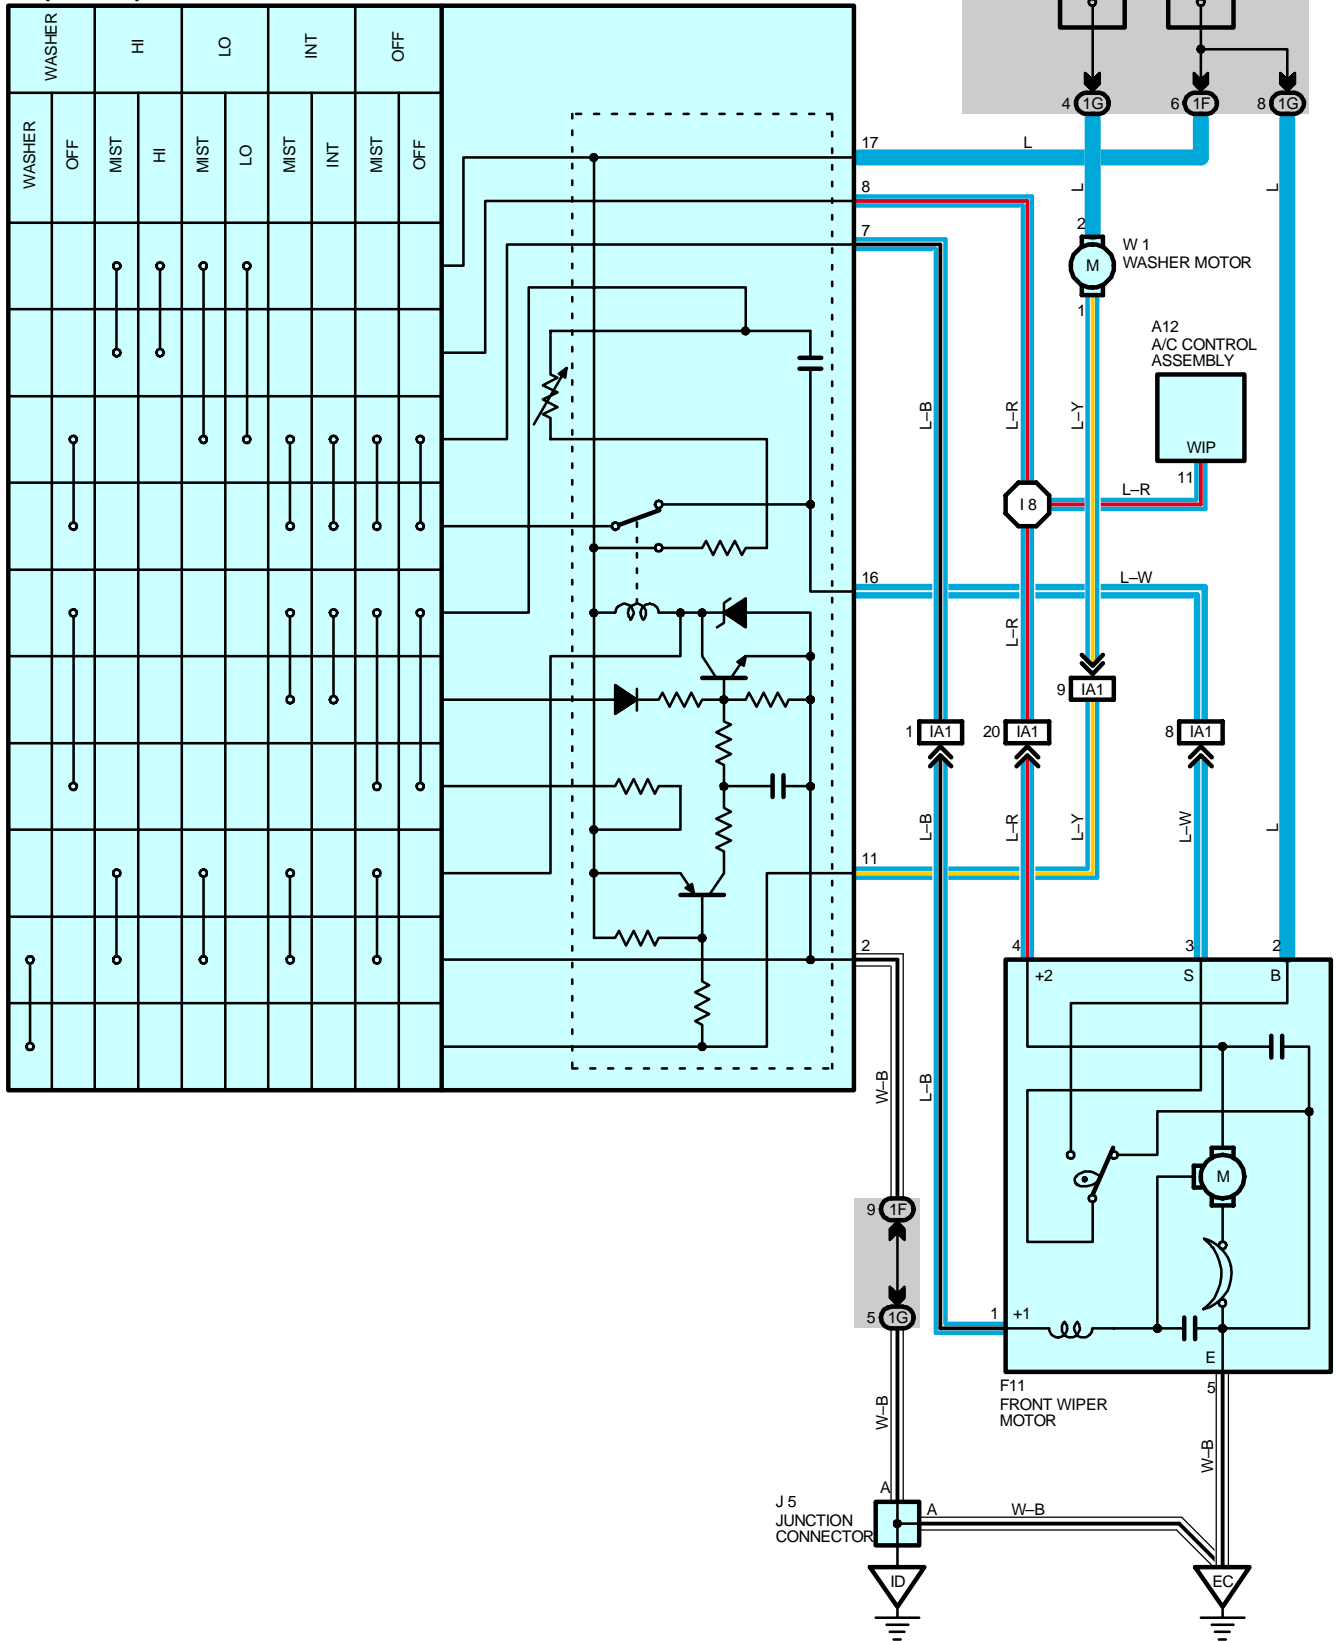 WASHER
HI
LO
INT
OFF
WASHER
OFF
MIST
HI
MIST
LO
MIST
INT
MIST
OFF
4 1G
6 1F
8 1G
17
L
8
7
L
L
2
W 1
WASHER MOTOR
M
1
A12
A/C CONTROL
ASSEMBLY
WIP
11
L–B
L–R
L–Y
L–R
I 8
16
L–W
L–R
9 IA1
1 IA1
20 IA1
8 IA1
L–B
L–R
L–Y
L–W
L
11
2
4
3
2
+2
S
B
W–B
L–B
M
9 1F
5 1G
1
+1
E
5
F11
FRONT WIPER
MOTOR
W–B
W–B
A
J 5
JUNCTION
CONNECTOR
A
W–B
ID
EC